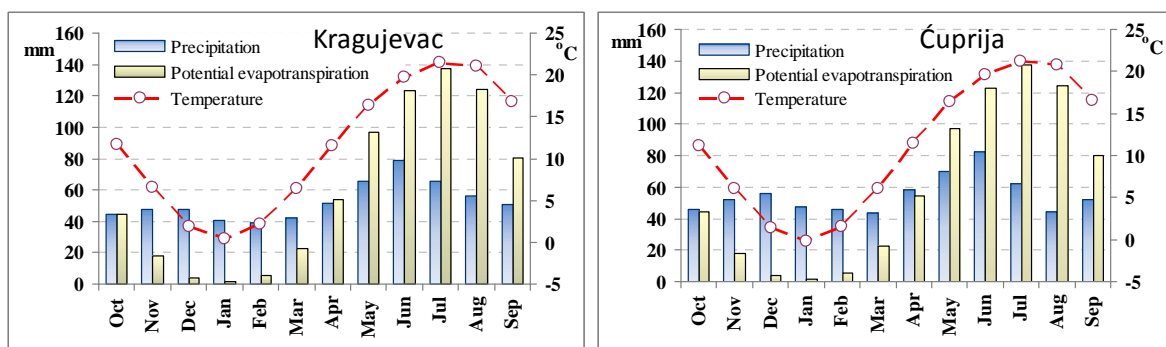 Kragujevac
mm
°C
Precipitation
Potential evapotranspiration
Temperature
160
140
120
100
80
60
40
20
0
25
20
15
10
5
0
-5
Oct Nov Dec Jan Feb Mar Apr May Jun Jul Aug Sep
Ćuprija
mm
°C
Precipitation
Potential evapotranspiration
Temperature
160
140
120
100
80
60
40
20
0
25
20
15
10
5
0
-5
Oct Nov Dec Jan Feb Mar Apr May Jun Jul Aug Sep